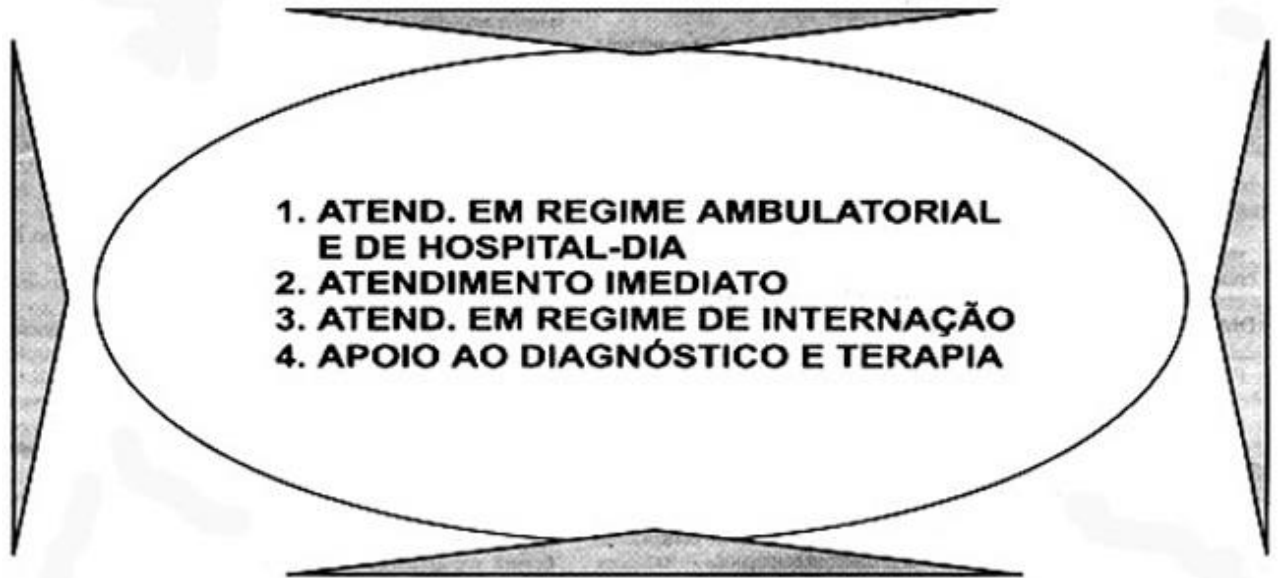 1. ATEND. EM REGIME AMBULATORIAL
E DE HOSPITAL-DIA
2. ATENDIMENTO IMEDIATO
3. ATEND. EM REGIME DE INTERNAÇÃO
4. APOIO AO DIAGNÓSTICO E TERAPIA